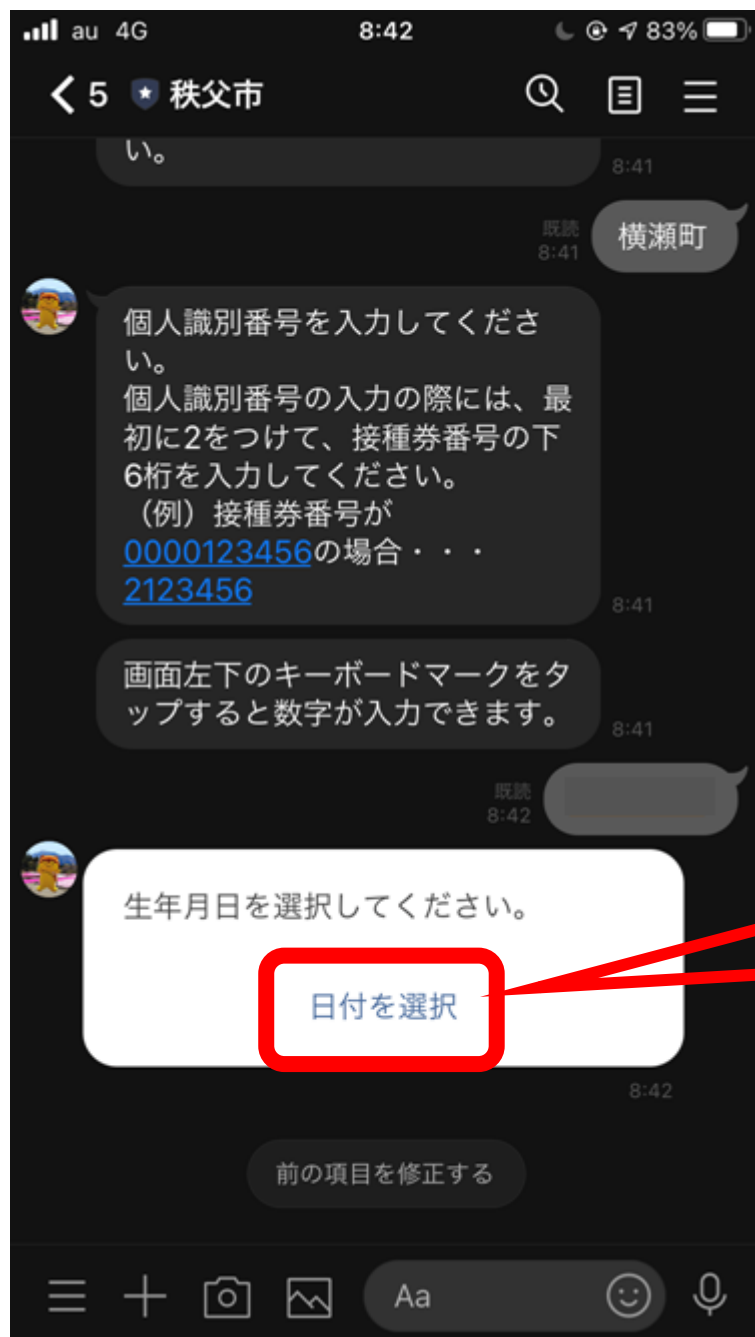 au 4G 8:42 83%
5 秩父市
い。
8:41
横瀬町
既読
8:41
個人識別番号を入力してくださ
い。
個人識別番号の入力の際には、最
初に2をつけて、接種券番号の下
6桁を入力してください。
（例）接種券番号が
0000123456の場合・・・
2123456
8:41
画面左下のキーボードマークをタ
ップすると数字が入力できます。
8:41
既読
8:42
生年月日を選択してください。
日付を選択
8:42
前の項目を修正する
Aa